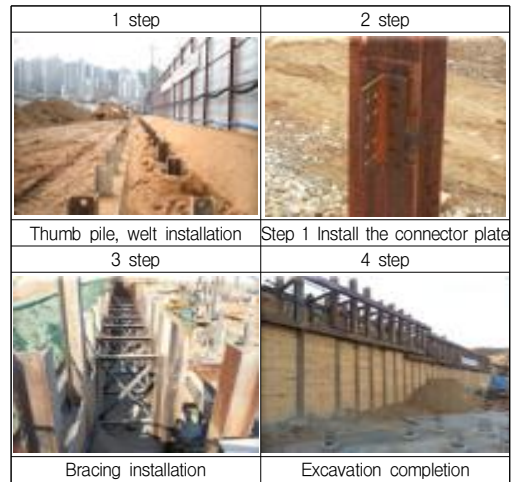 1 step
2 step
Thumb pile, welt installation
Step 1 Install the connector plate
3 step
4 step
Bracing installation
Excavation completion